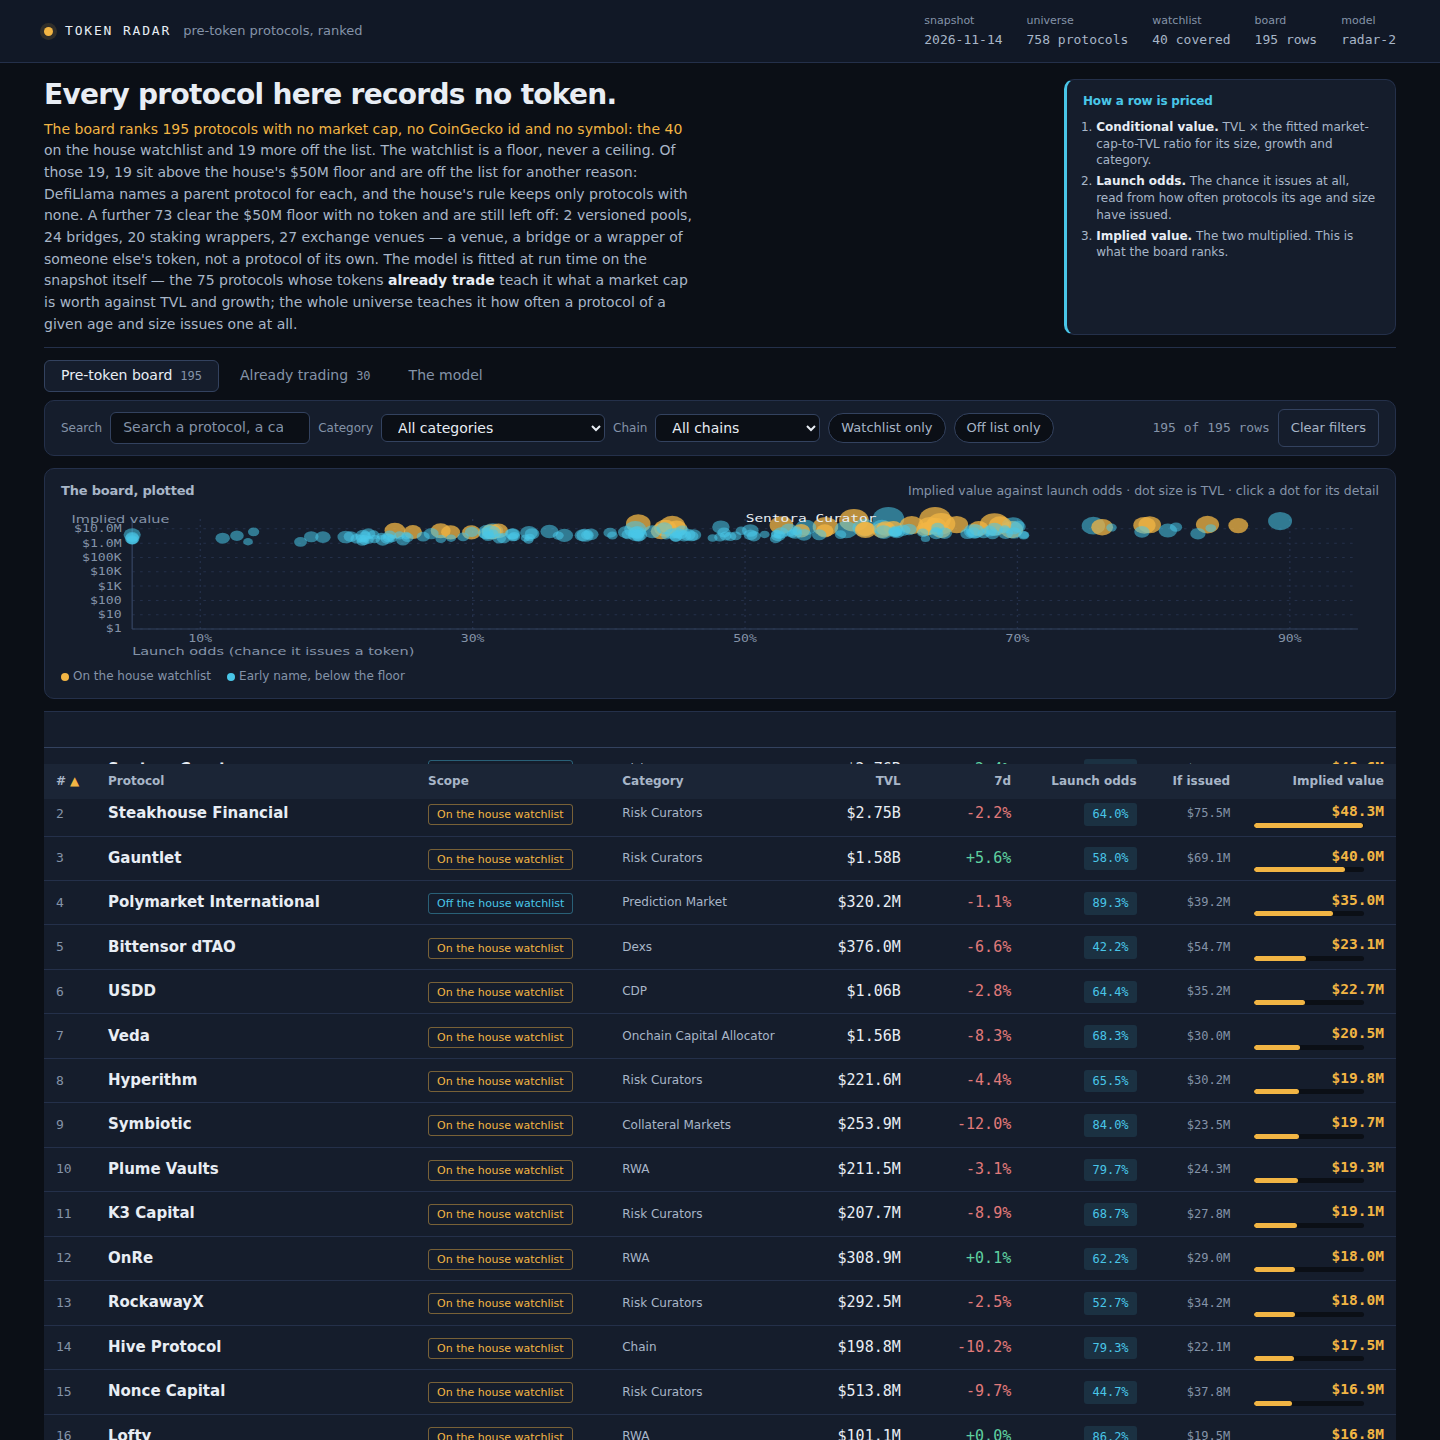 TOKEN RADAR pre-token protocols, ranked
snapshot universe watchlist board model
2026-11-14 758 protocols 40 covered 195 rows radar-2
Every protocol here records no token.
The board ranks 195 protocols with no market cap, no CoinGecko id and no symbol: the 40
on the house watchlist and 19 more off the list. The watchlist is a floor, never a ceiling. Of
those 19, 19 sit above the house's $50M floor and are off the list for another reason:
DefiLlama names a parent protocol for each, and the house's rule keeps only protocols with
none. A further 73 clear the $50M floor with no token and are still left off: 2 versioned pools,
24 bridges, 20 staking wrappers, 27 exchange venues — a venue, a bridge or a wrapper of
someone else's token, not a protocol of its own. The model is fitted at run time on the
snapshot itself — the 75 protocols whose tokens already trade teach it what a market cap
is worth against TVL and growth; the whole universe teaches it how often a protocol of a
given age and size issues one at all.
How a row is priced
1. Conditional value. TVL × the fitted market-
cap-to-TVL ratio for its size, growth and
category.
2. Launch odds. The chance it issues at all,
read from how often protocols its age and size
have issued.
3. Implied value. The two multiplied. This is
what the board ranks.
Pre-token board 195 Already trading 30 The model
Search Search a protocol, a ca Category All categories Chain All chains Watchlist only Off list only 195 of 195 rows Clear filters
The board, plotted Implied value against launch odds · dot size is TVL · click a dot for its detail
Implied value
Sentora Curator
$10.0M
$1.0M
$100K
$10K
$1K
$100
$10
$1
10% 30% 50% 70% 90%
Launch odds (chance it issues a token)
On the house watchlist Early name, below the floor
# ▲ Protocol Scope Category TVL 7d Launch odds If issued Implied value
2 Steakhouse Financial On the house watchlist Risk Curators $2.75B -2.2% 64.0% $75.5M $48.3M
3 Gauntlet On the house watchlist Risk Curators $1.58B +5.6% 58.0% $69.1M $40.0M
4 Polymarket International Off the house watchlist Prediction Market $320.2M -1.1% 89.3% $39.2M $35.0M
5 Bittensor dTAO On the house watchlist Dexs $376.0M -6.6% 42.2% $54.7M $23.1M
6 USDD On the house watchlist CDP $1.06B -2.8% 64.4% $35.2M $22.7M
7 Veda On the house watchlist Onchain Capital Allocator $1.56B -8.3% 68.3% $30.0M $20.5M
8 Hyperithm On the house watchlist Risk Curators $221.6M -4.4% 65.5% $30.2M $19.8M
9 Symbiotic On the house watchlist Collateral Markets $253.9M -12.0% 84.0% $23.5M $19.7M
10 Plume Vaults On the house watchlist RWA $211.5M -3.1% 79.7% $24.3M $19.3M
11 K3 Capital On the house watchlist Risk Curators $207.7M -8.9% 68.7% $27.8M $19.1M
12 OnRe On the house watchlist RWA $308.9M +0.1% 62.2% $29.0M $18.0M
13 RockawayX On the house watchlist Risk Curators $292.5M -2.5% 52.7% $34.2M $18.0M
14 Hive Protocol On the house watchlist Chain $198.8M -10.2% 79.3% $22.1M $17.5M
15 Nonce Capital On the house watchlist Risk Curators $513.8M -9.7% 44.7% $37.8M $16.9M
16 Lofty On the house watchlist RWA $101.1M +0.0% 86.2% $19.5M $16.8M